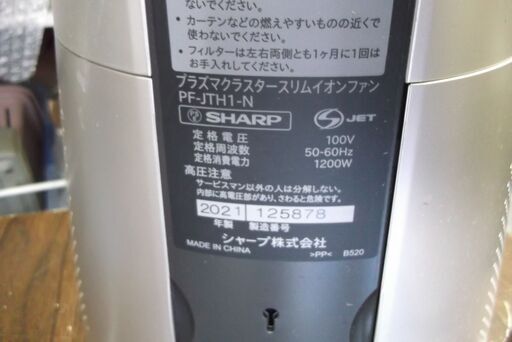 ないでください。
● カーテンなどの燃えやすいものの近くで
使わないでください。
● フィルターは左右両側とも1ヶ月に1回は
お手入れしてください。
プラズマクラスタースリムイオンファン
PF-JTH1-N
PS E SHARP S JET
定格電圧 100V
定格周波数 50-60Hz
定格消費電力 1200W
高圧注意
サービスマン以外の人は分解しない。
内部に高電圧部があり、さわると危険です。
2021 125878
年製 製造番号
シャープ株式会社
MADE IN CHINA >PP< B520